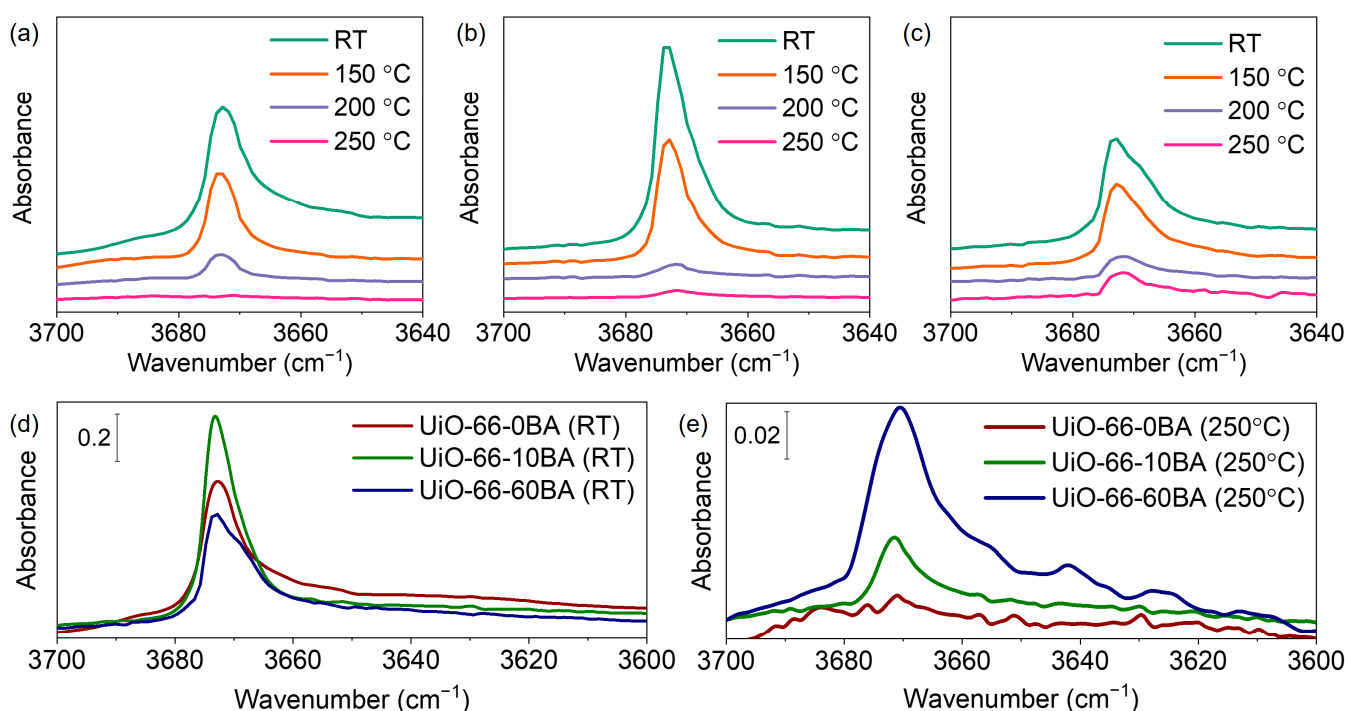 (a)
RT
150 °C
200 °C
250 °C
Absorbance
3700
3680
3660
3640
Wavenumber (cm⁻¹)
(b)
RT
150 °C
200 °C
250 °C
Absorbance
3700
3680
3660
3640
Wavenumber (cm⁻¹)
(c)
RT
150 °C
200 °C
250 °C
Absorbance
3700
3680
3660
3640
Wavenumber (cm⁻¹)
(d)
0.2
UiO-66-0BA (RT)
UiO-66-10BA (RT)
UiO-66-60BA (RT)
Absorbance
3700
3680
3660
3640
3620
3600
Wavenumber (cm⁻¹)
(e)
0.02
UiO-66-0BA (250°C)
UiO-66-10BA (250°C)
UiO-66-60BA (250°C)
Absorbance
3700
3680
3660
3640
3620
3600
Wavenumber (cm⁻¹)